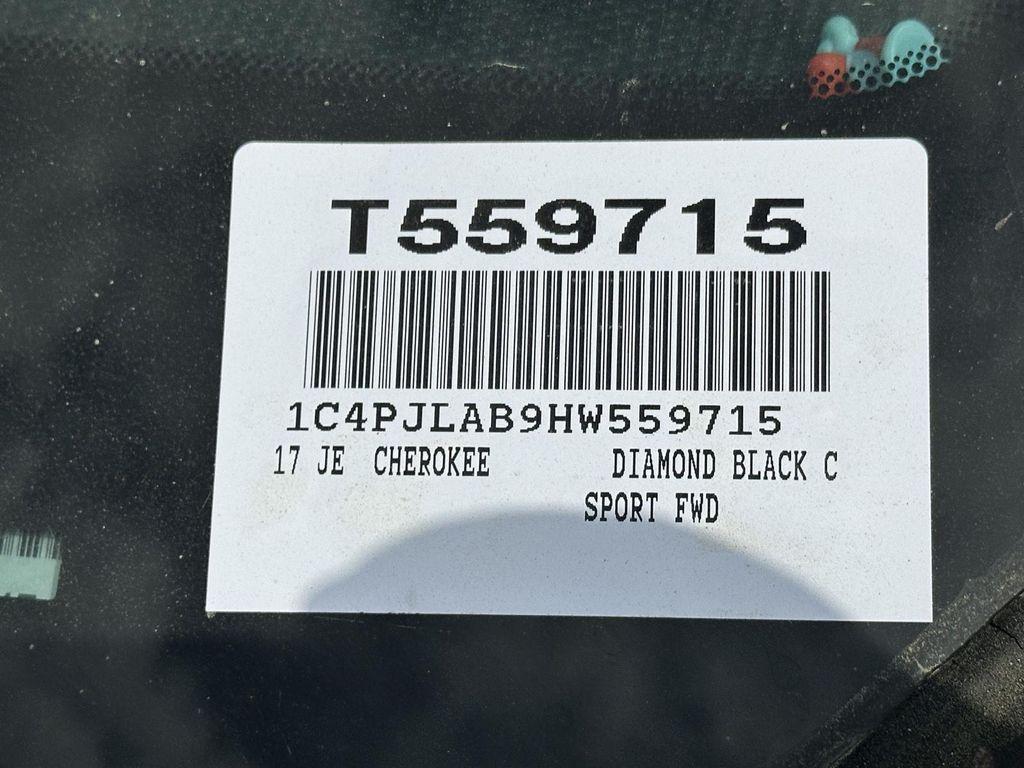 T559715
1C4PJLAB9HW559715
17 JE CHEROKEE DIAMOND BLACK C
SPORT FWD